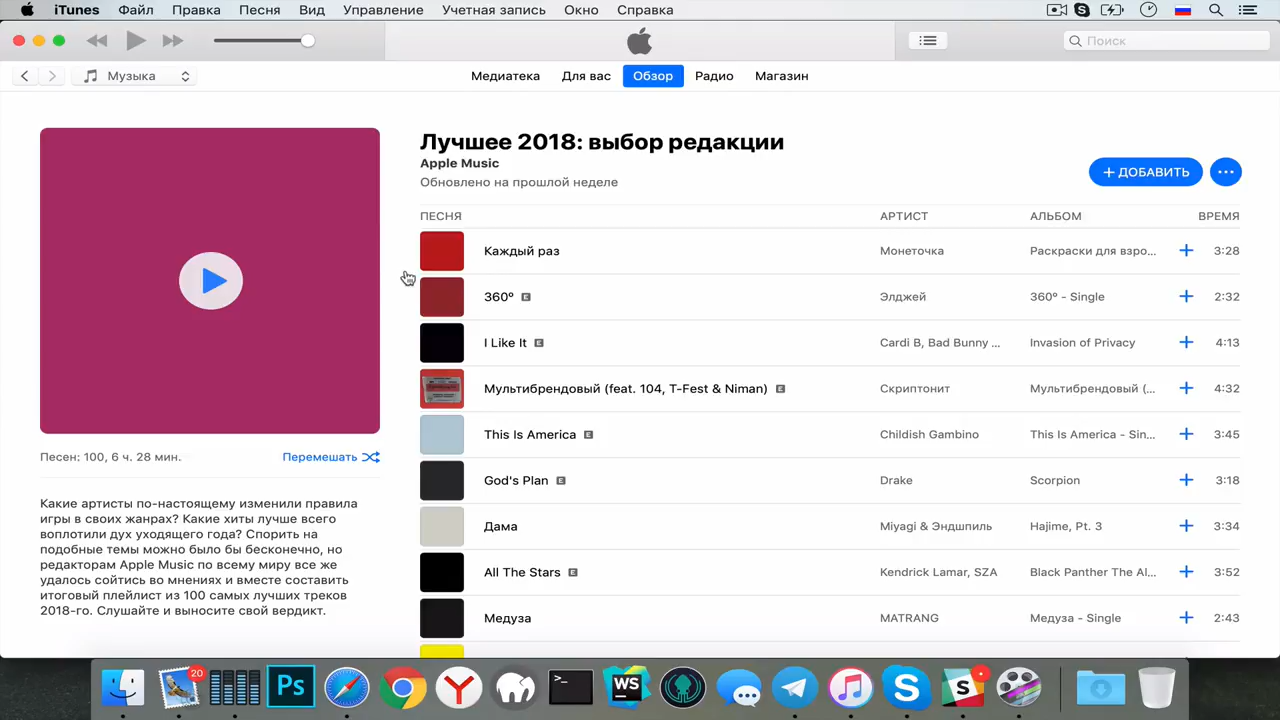 iTunes Файл Правка Песня Вид Управление Учетная запись Окно Справка
Поиск
Музыка
Медиатека Для вас Обзор Радио Магазин
Лучшее 2018: выбор редакции
Apple Music
Обновлено на прошлой неделе
+ ДОБАВИТЬ
ПЕСНЯ АРТИСТ АЛЬБОМ ВРЕМЯ
Каждый раз Монеточка Раскраски для взро... 3:28
360° E Элджей 360° - Single 2:32
I Like It E Cardi B, Bad Bunny ... Invasion of Privacy 4:13
Мультибрендовый (feat. 104, T-Fest & Niman) E Скриптонит Мультибрендовый (... 4:32
This Is America E Childish Gambino This Is America - Sin... 3:45
God's Plan E Drake Scorpion 3:18
Дама Miyagi & Эндшпиль Hajime, Pt. 3 3:34
All The Stars E Kendrick Lamar, SZA Black Panther The Al... 3:52
Медуза MATRANG Медуза - Single 2:43
Песен: 100, 6 ч. 28 мин. Перемешать
Какие артисты по-настоящему изменили правила
игры в своих жанрах? Какие хиты лучше всего
воплотили дух уходящего года? Спорить на
подобные темы можно было бы бесконечно, но
редакторам Apple Music по всему миру все же
удалось сойтись во мнениях и вместе составить
итоговый плейлист из 100 самых лучших треков
2018-го. Слушайте и выносите свой вердикт.
20
Ps
WS
S
S